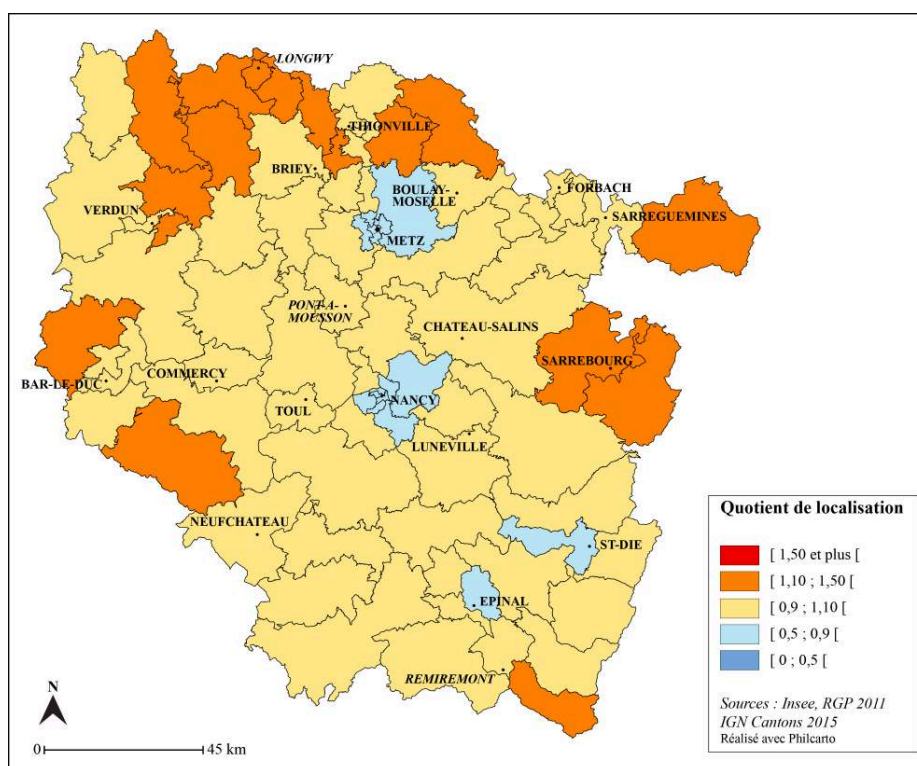 LONGWY
THIONVILLE
BRIEY
BOULAY-
MOSELLE
FORBACH
VERDUN
SARREGUEMINES
METZ
PONT-A-
MOUSSON
CHATEAU-SALINS
SARREBOURG
BAR-LE-DUC
COMMERCY
TOUL
NANCY
LUNEVILLE
NEUFCHATEAU
ST-DIE
EPINAL
REMIREMONT
N
0 45 km
Quotient de localisation
[ 1,50 et plus [
[ 1,10 ; 1,50 [
[ 0,9 ; 1,10 [
[ 0,5 ; 0,9 [
[ 0 ; 0,5 [
Sources : Insee, RGP 2011
IGN Cantons 2015
Réalisé avec Philcarto